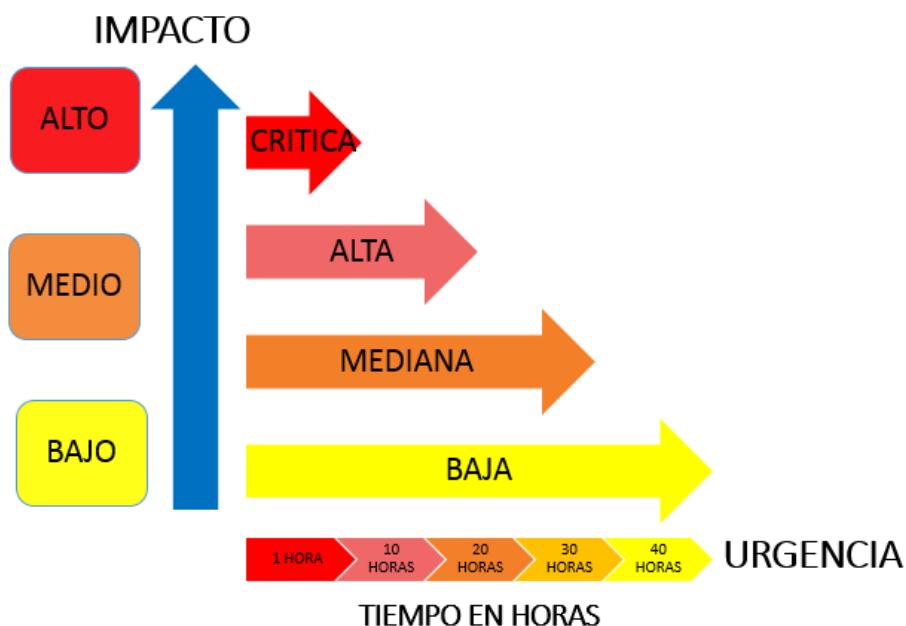 IMPACTO
ALTO
CRITICA
ALTA
MEDIO
MEDIANA
BAJO
BAJA
1 HORA
10
HORAS
20
HORAS
30
HORAS
40
HORAS
URGENCIA
TIEMPO EN HORAS